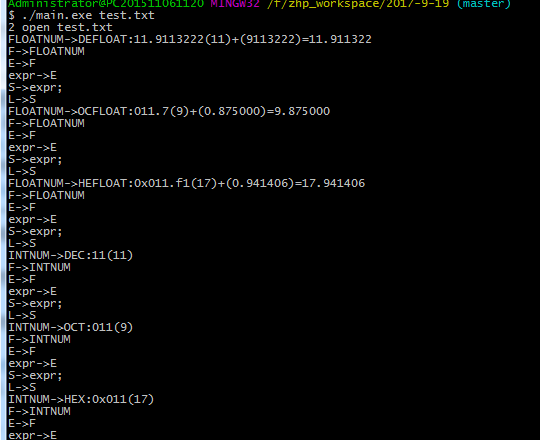 Administrator@PC201511061120 MINGW32 /f/zhp_workspace/2017-9-19 (master)
$ ./main.exe test.txt
2 open test.txt
FLOATNUM->DEFLOAT:11.9113222(11)+(9113222)=11.911322
F->FLOATNUM
E->F
expr->E
S->expr;
L->S
FLOATNUM->OCFLOAT:011.7(9)+(0.875000)=9.875000
F->FLOATNUM
E->F
expr->E
S->expr;
L->S
FLOATNUM->HEFLOAT:0x011.f1(17)+(0.941406)=17.941406
F->FLOATNUM
E->F
expr->E
S->expr;
L->S
INTNUM->DEC:11(11)
F->INTNUM
E->F
expr->E
S->expr;
L->S
INTNUM->OCT:011(9)
F->INTNUM
E->F
expr->E
S->expr;
L->S
INTNUM->HEX:0x011(17)
F->INTNUM
E->F
expr->E